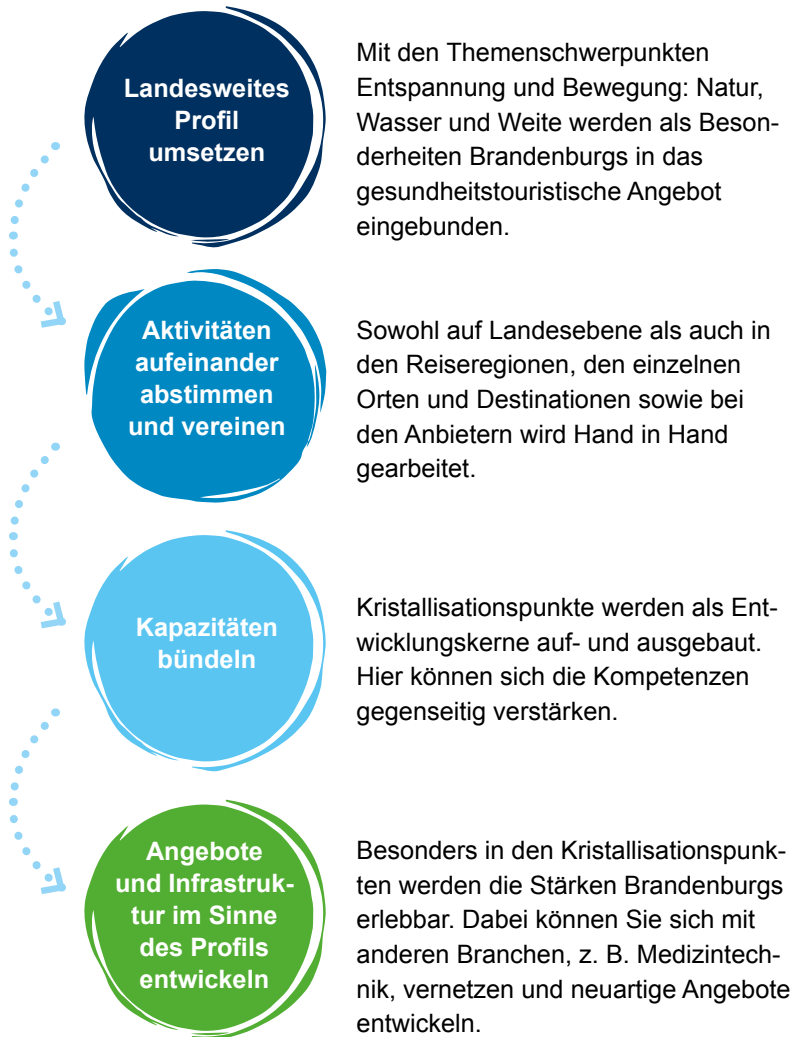 Landesweites
Profil
umsetzen
Mit den Themenschwerpunkten
Entspannung und Bewegung: Natur,
Wasser und Weite werden als Beson-
derheiten Brandenburgs in das
gesundheitstouristische Angebot
eingebunden.
Aktivitäten
aufeinander
abstimmen
und vereinen
Sowohl auf Landesebene als auch in
den Reiseregionen, den einzelnen
Orten und Destinationen sowie bei
den Anbietern wird Hand in Hand
gearbeitet.
Kapazitäten
bündeln
Kristallisationspunkte werden als Ent-
wicklungskerne auf- und ausgebaut.
Hier können sich die Kompetenzen
gegenseitig verstärken.
Angebote
und Infrastruk-
tur im Sinne
des Profils
entwickeln
Besonders in den Kristallisationspunk-
ten werden die Stärken Brandenburgs
erlebbar. Dabei können Sie sich mit
anderen Branchen, z. B. Medizintech-
nik, vernetzen und neuartige Angebote
entwickeln.